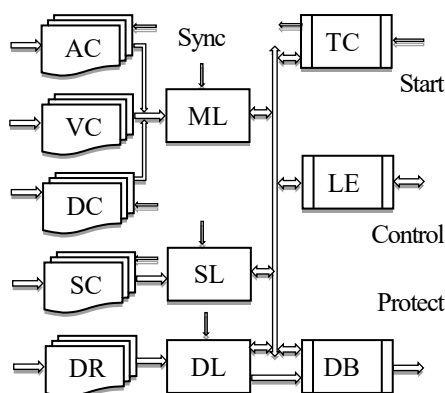 AC
Sync
TC
Start
VC
ML
DC
LE
Control
SC
SL
Protect
DR
DL
DB